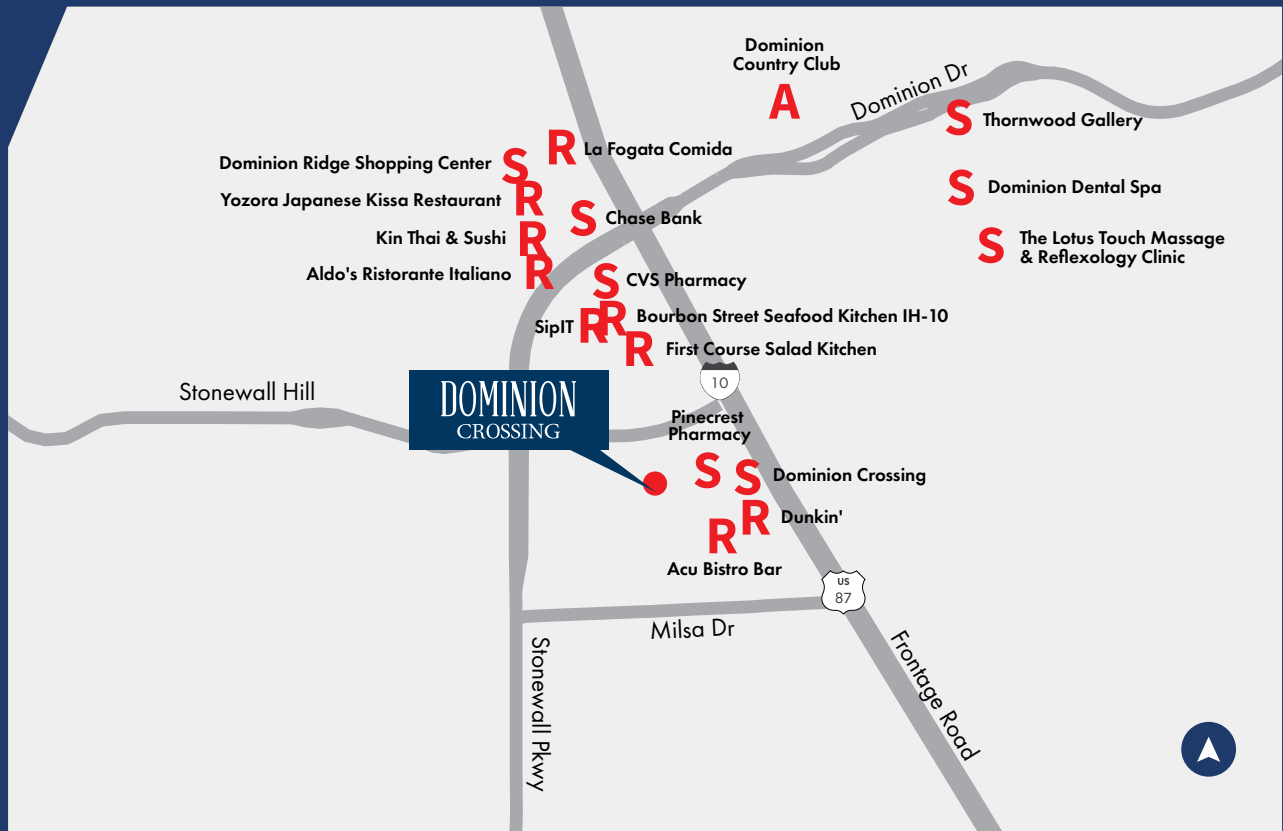 Dominion
Country Club
A
Dominion Dr
S
Thornwood Gallery
R
La Fogata Comida
Dominion Ridge Shopping Center
S
Yozora Japanese Kissa Restaurant
R
S
Dominion Dental Spa
S
Chase Bank
Kin Thai & Sushi
R
S
The Lotus Touch Massage
& Reflexology Clinic
Aldo's Ristorante Italiano
R
S
CVS Pharmacy
SipIT
R
R
Bourbon Street Seafood Kitchen IH-10
R
First Course Salad Kitchen
10
Stonewall Hill
DOMINION
CROSSING
Pinecrest
Pharmacy
S
S
Dominion Crossing
R
Dunkin'
R
Acu Bistro Bar
US
87
Milsa Dr
Stonewall Pkwy
Frontage Road